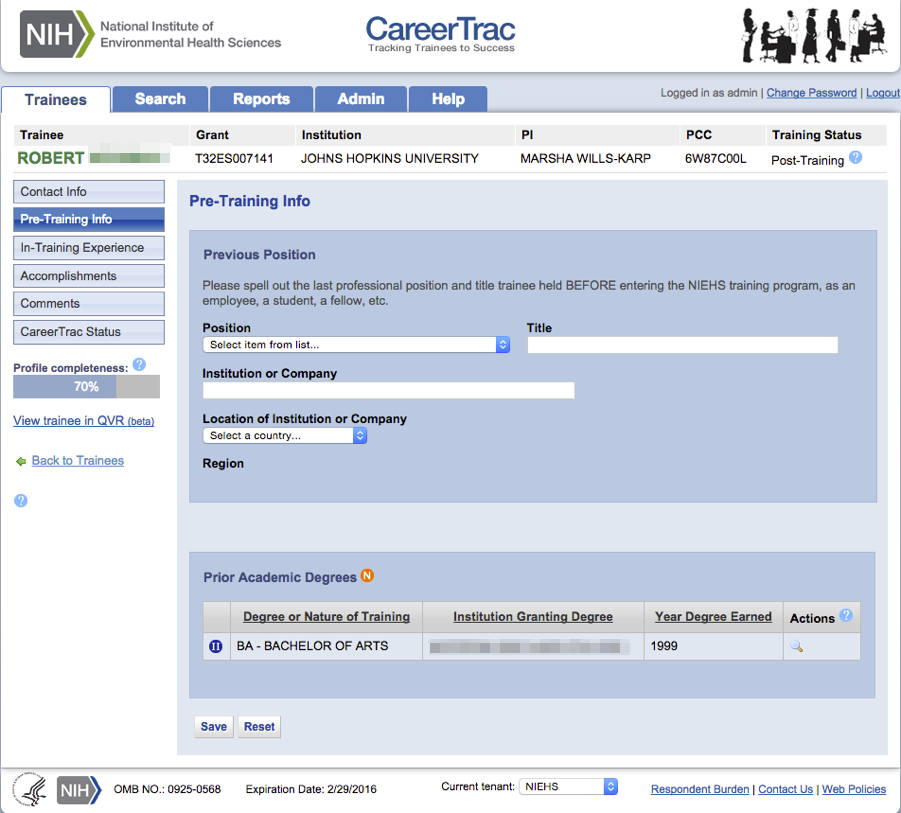 NIH National Institute of
Environmental Health Sciences
CareerTrac
Tracking Trainees to Success
Trainees Search Reports Admin Help
Logged in as admin | Change Password | Logout
Trainee Grant Institution PI PCC Training Status
ROBERT T32ES007141 JOHNS HOPKINS UNIVERSITY MARSHA WILLS-KARP 6W87C00L Post-Training ?
Contact Info
Pre-Training Info
In-Training Experience
Accomplishments
Comments
CareerTrac Status
Profile completeness: ?
70%
View trainee in QVR (beta)
Back to Trainees
?
Pre-Training Info
Previous Position
Please spell out the last professional position and title trainee held BEFORE entering the NIEHS training program, as an
employee, a student, a fellow, etc.
Position Title
Select item from list...
Institution or Company
Location of Institution or Company
Select a country...
Region
Prior Academic Degrees N
Degree or Nature of Training Institution Granting Degree Year Degree Earned Actions ?
II BA - BACHELOR OF ARTS 1999
Save Reset
NIH OMB NO.: 0925-0568 Expiration Date: 2/29/2016 Current tenant: NIEHS Respondent Burden | Contact Us | Web Policies